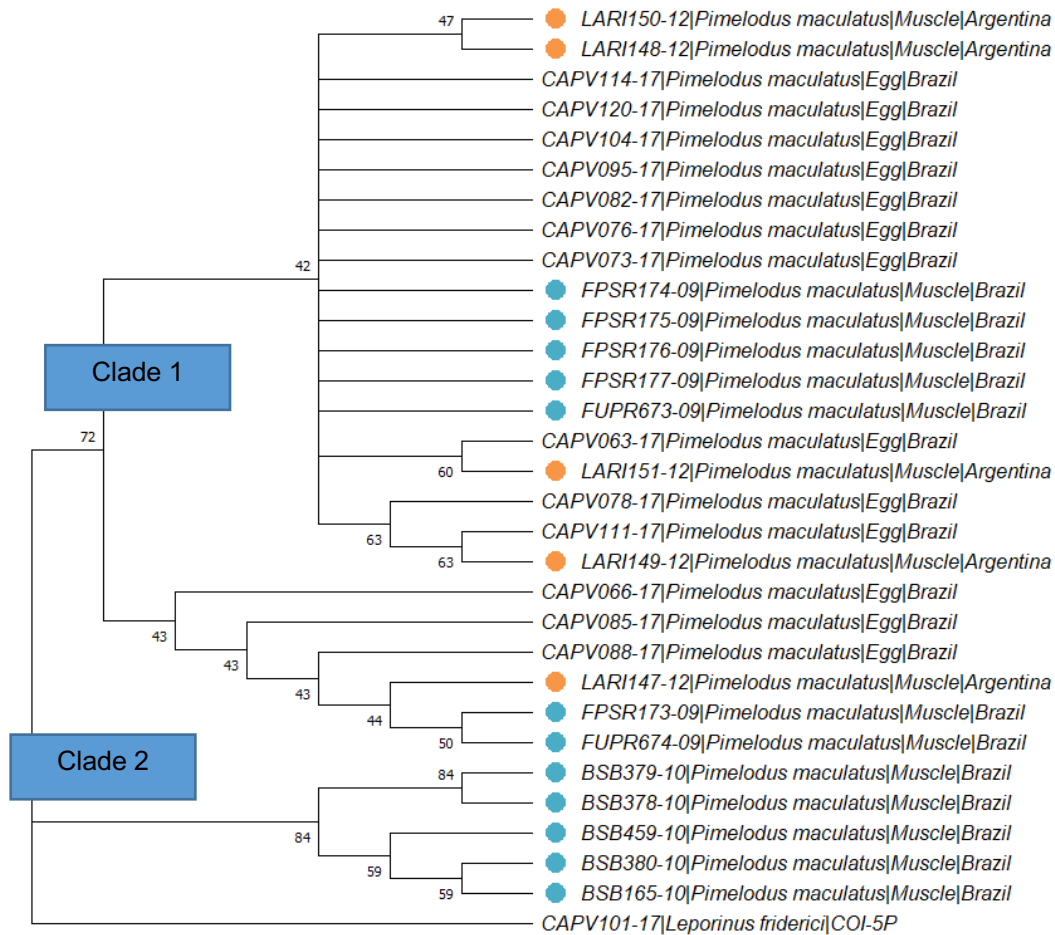 47
LARI150-12|Pimelodus maculatus|Muscle|Argentina
LARI148-12|Pimelodus maculatus|Muscle|Argentina
CAPV114-17|Pimelodus maculatus|Egg|Brazil
CAPV120-17|Pimelodus maculatus|Egg|Brazil
CAPV104-17|Pimelodus maculatus|Egg|Brazil
CAPV095-17|Pimelodus maculatus|Egg|Brazil
CAPV082-17|Pimelodus maculatus|Egg|Brazil
CAPV076-17|Pimelodus maculatus|Egg|Brazil
42
CAPV073-17|Pimelodus maculatus|Egg|Brazil
FPSR174-09|Pimelodus maculatus|Muscle|Brazil
FPSR175-09|Pimelodus maculatus|Muscle|Brazil
FPSR176-09|Pimelodus maculatus|Muscle|Brazil
Clade 1
FPSR177-09|Pimelodus maculatus|Muscle|Brazil
FUPR673-09|Pimelodus maculatus|Muscle|Brazil
72
CAPV063-17|Pimelodus maculatus|Egg|Brazil
60
LARI151-12|Pimelodus maculatus|Muscle|Argentina
CAPV078-17|Pimelodus maculatus|Egg|Brazil
63
CAPV111-17|Pimelodus maculatus|Egg|Brazil
63
LARI149-12|Pimelodus maculatus|Muscle|Argentina
CAPV066-17|Pimelodus maculatus|Egg|Brazil
43
CAPV085-17|Pimelodus maculatus|Egg|Brazil
43
CAPV088-17|Pimelodus maculatus|Egg|Brazil
43
LARI147-12|Pimelodus maculatus|Muscle|Argentina
44
FPSR173-09|Pimelodus maculatus|Muscle|Brazil
50
FUPR674-09|Pimelodus maculatus|Muscle|Brazil
Clade 2
84
BSB379-10|Pimelodus maculatus|Muscle|Brazil
BSB378-10|Pimelodus maculatus|Muscle|Brazil
84
BSB459-10|Pimelodus maculatus|Muscle|Brazil
59
BSB380-10|Pimelodus maculatus|Muscle|Brazil
59
BSB165-10|Pimelodus maculatus|Muscle|Brazil
CAPV101-17|Leporinus friderici|COI-5P